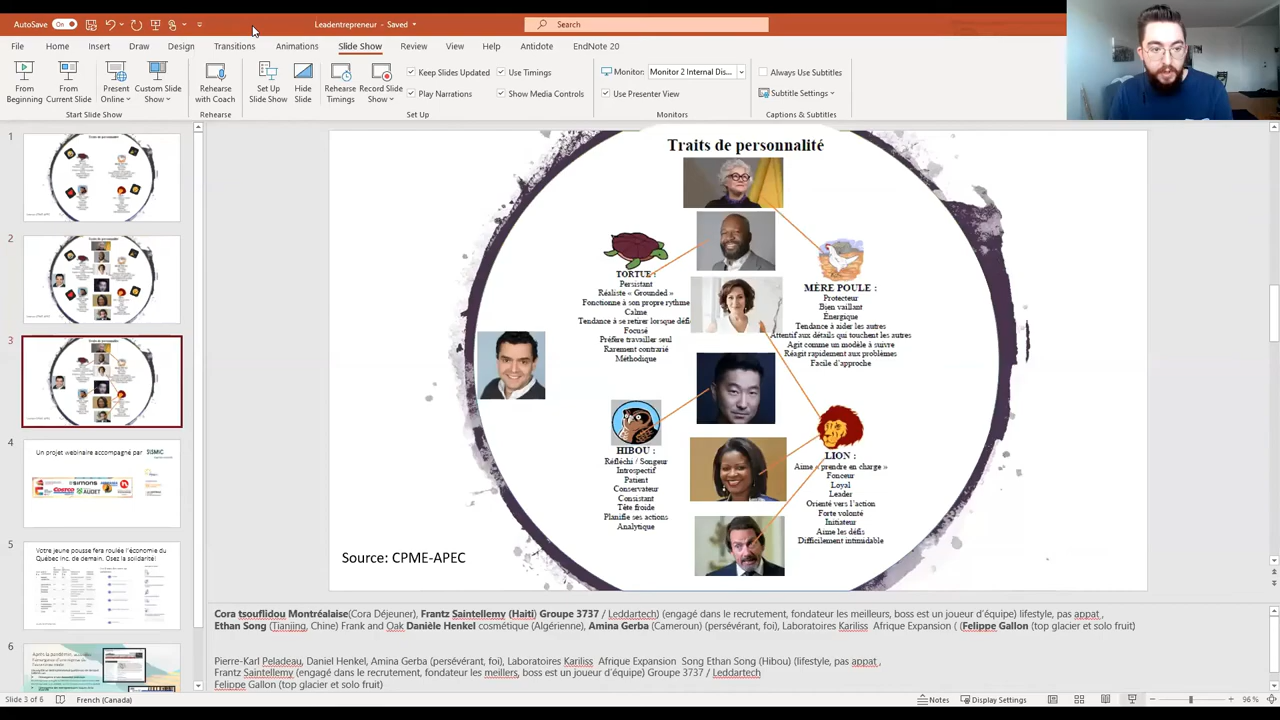 AutoSave
On
Leadentrepreneur - Saved
Search
File
Home
Insert
Draw
Design
Transitions
Animations
Slide Show
Review
View
Help
Antidote
EndNote 20
From Beginning
From Current Slide
Present Online
Custom Slide Show
Rehearse with Coach
Set Up Slide Show
Hide Slide
Rehearse Timings
Record Slide Show
Keep Slides Updated
Use Timings
Play Narrations
Show Media Controls
Monitor:
Monitor 2 Internal Dis...
Use Presenter View
Always Use Subtitles
Subtitle Settings
Start Slide Show
Rehearse
Set Up
Monitors
Captions & Subtitles
1
2
3
4
Un projet webinaire accompagné par
SISMIC
SIMONS
COSTCO
AUDET
5
Votre jeune pousse fera roulée l'économie du
Québec inc. de demain. Osez la solidarité!
6
Traits de personnalité
TORTUE :
Persistant
Réaliste « Grounded »
Fonctionne à son propre rythme
Calme
Tendance à se retirer lorsque défi
Focusé
Préfère travailler seul
Rarement contrarié
Méthodique
MÈRE POULE :
Protecteur
Bien vaillant
Énergique
Tendance à aider les autres
Attentif aux détails qui touchent les autres
Agit comme un modèle à suivre
Réagit rapidement aux problèmes
Facile d'approche
HIBOU :
Réfléchi / Songeur
Introspectif
Patient
Conservateur
Consistant
Tête froide
Planifie ses actions
Analytique
LION :
Aime « prendre en charge »
Fonceur
Loyal
Leader
Orienté vers l'action
Forte volonté
Initiateur
Aime les défis
Difficilement intimidable
Source: CPME-APEC
Cora tsouflidou Montréalaise(Cora Déjeuner), Frantz Saintellemy (Haiti) Groupe 3737 / Leddartech) (engagé dans le recrutement, fondateur les meilleurs, boss est un joueur d'équipe) lifestyle, pas appat ,
Ethan Song (Tianjing, Chine) Frank and Oak Danièle Henkel cosmétique (Algérienne), Amina Gerba (Cameroun) (persévérant, foi), Laboratoires Kariliss Afrique Expansion ( (Felippe Gallon (top glacier et solo fruit)
Pierre-Karl Peladeau, Daniel Henkel, Amina Gerba (persévérant foi), laboratoires Kariliss Afrique Expansion Song Ethan Song (Hibou) lifestyle, pas appat ,
Frantz Saintellemy (engagé dans le recrutement, fondateur les meilleurs, boss est un joueur d'équipe) Groupe 3737 / Leddartech)
Felippe Gallon (top glacier et solo fruit)
Slide 3 of 6
French (Canada)
Notes
Display Settings
96 %